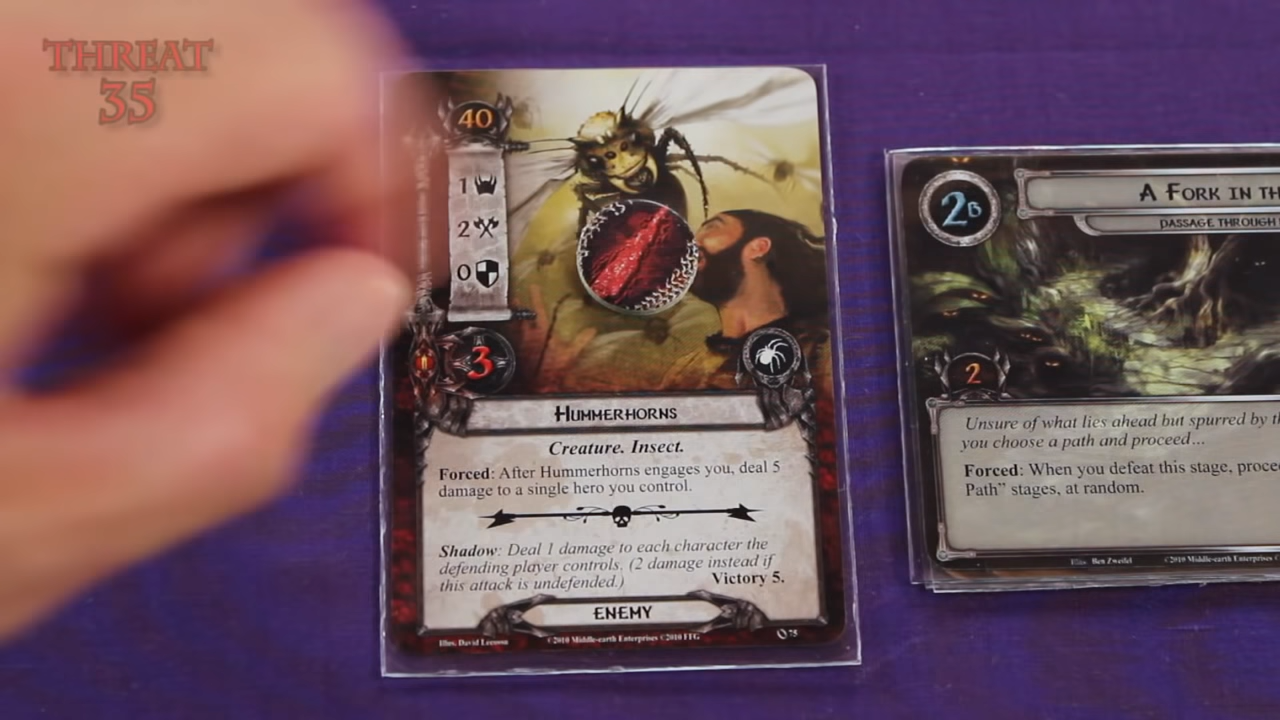 THREAT
35
40
1
2
0
3
HUMMERHORNS
Creature. Insect.
Forced: After Hummerhorns engages you, deal 5
damage to a single hero you control.
Shadow: Deal 1 damage to each character the
defending player controls. (2 damage instead if
this attack is undefended.)
Victory 5.
ENEMY
Illus. David Lecossu
©2010 Middle-earth Enterprises ©2010 FFG
75
2B
A FORK IN TH
PASSAGE THROUGH
2
Unsure of what lies ahead but spurred by th
you choose a path and proceed...
Forced: When you defeat this stage, procee
Path" stages, at random.
Illus. Ben Zweifel
©2010 Middle-earth Enterprises